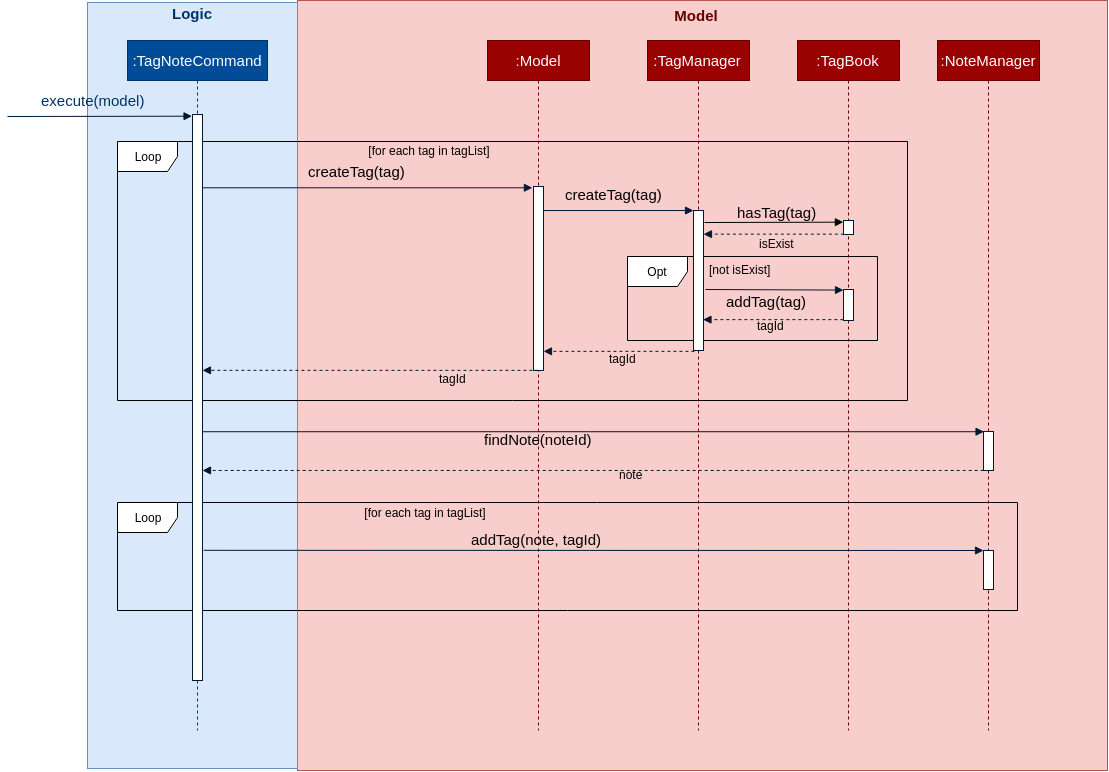 Logic
Model
:TagNoteCommand
:Model
:TagManager
:TagBook
:NoteManager
execute(model)
Loop
[for each tag in tagList]
createTag(tag)
createTag(tag)
hasTag(tag)
isExist
Opt
[not isExist]
addTag(tag)
tagId
tagId
tagId
findNote(noteId)
note
Loop
[for each tag in tagList]
addTag(note, tagId)